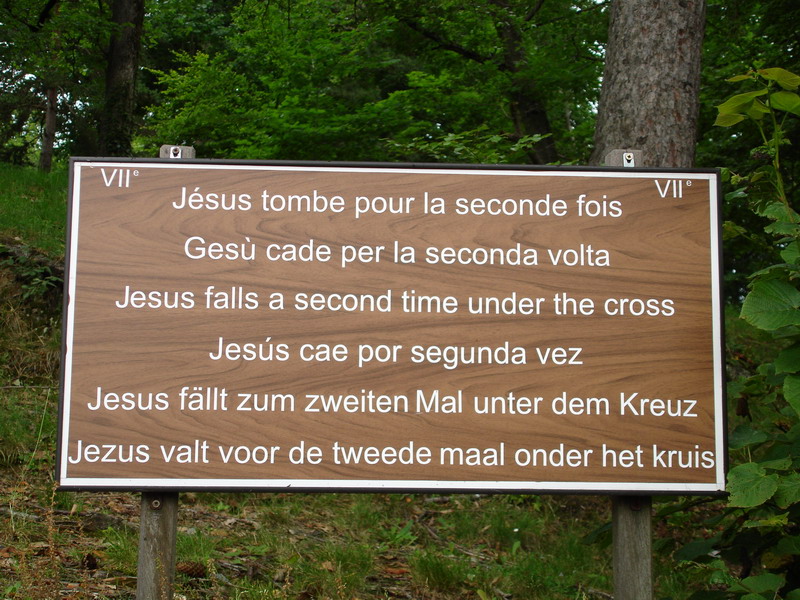 VIIe VIIe
Jésus tombe pour la seconde fois
Gesù cade per la seconda volta
Jesus falls a second time under the cross
Jesús cae por segunda vez
Jesus fällt zum zweiten Mal unter dem Kreuz
Jezus valt voor de tweede maal onder het kruis